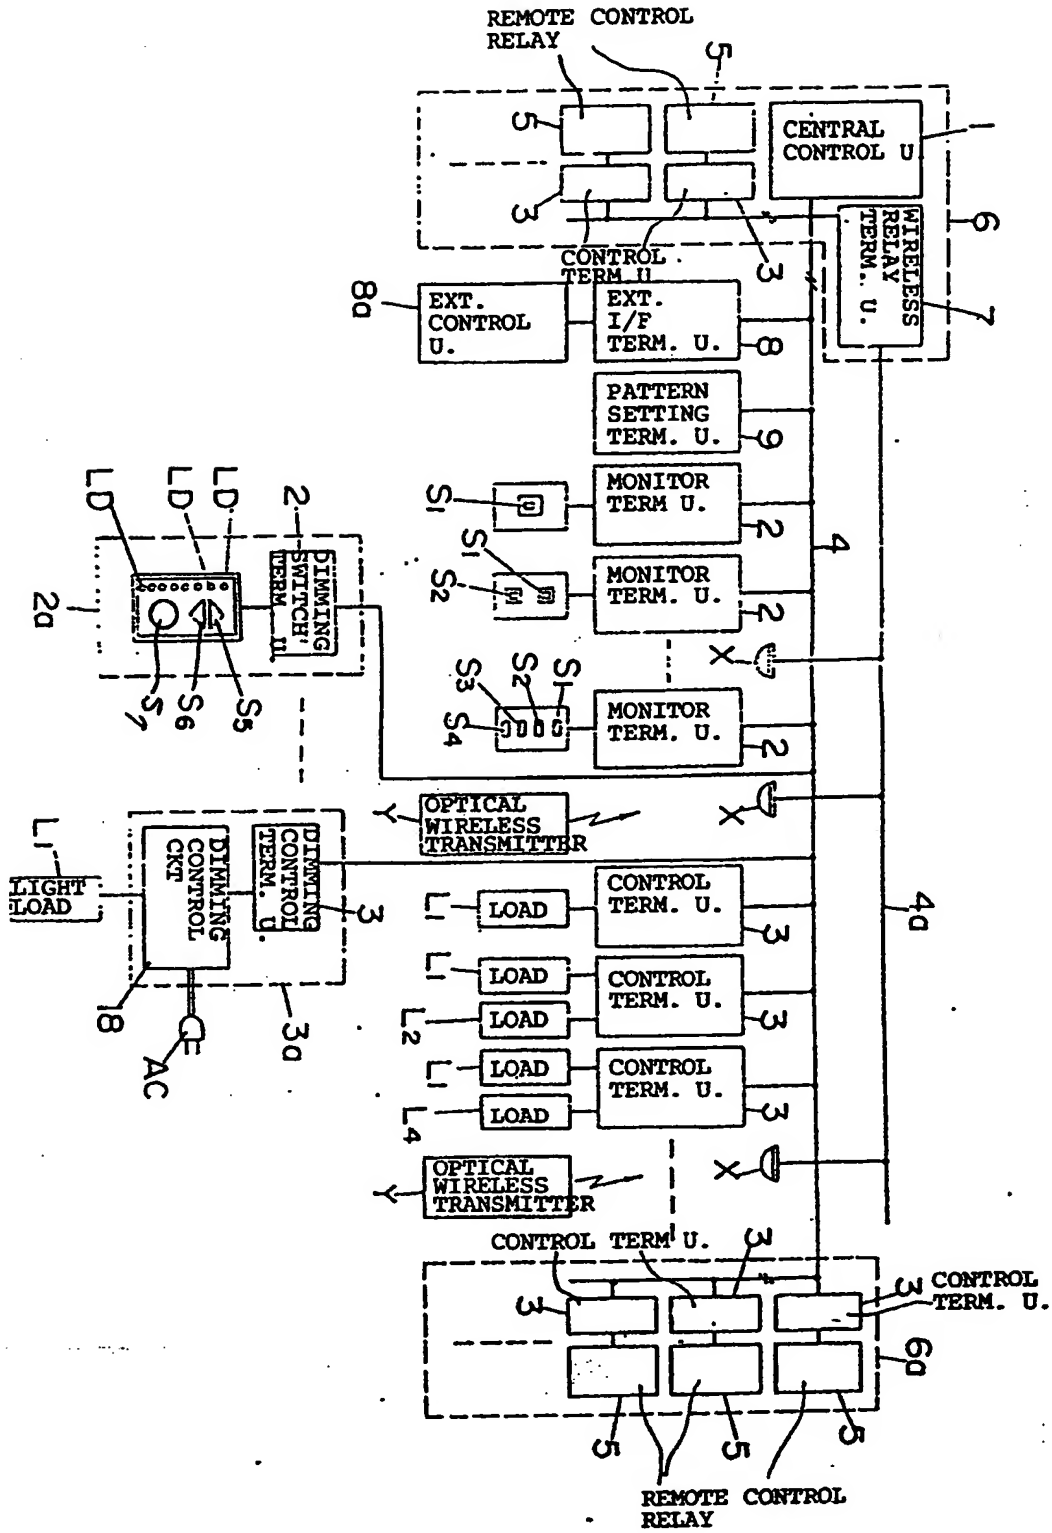 REMOTE CONTROL
RELAY
5
5
CENTRAL
CONTROL U
1
3
3
CONTROL
TERM U
WIRELESS
RELAY
TERM. U.
6
7
EXT.
CONTROL
U.
8a
EXT.
I/F
TERM. U.
8
PATTERN
SETTING
TERM. U.
9
MONITOR
TERM U.
2
S1
MONITOR
TERM. U.
2
S1
S2
4
X
MONITOR
TERM. U.
2
S1
S2
S3
S4
LD
LD
LD
2
DIMMING
SWITCH
TERM U.
2a
S7
S6
S5
OPTICAL
WIRELESS
TRANSMITTER
Y
X
4a
L1
LIGHT
LOAD
DIMMING
CONTROL
CKT
DIMMING
CONTROL
TERM. U.
3
18
AC
3a
CONTROL
TERM. U.
3
L1
LOAD
CONTROL
TERM. U.
3
L1
LOAD
L2
LOAD
CONTROL
TERM. U.
3
L1
LOAD
L4
LOAD
OPTICAL
WIRELESS
TRANSMITTER
Y
X
CONTROL TERM U.
3
3
3
CONTROL
TERM. U.
6a
5
5
5
REMOTE CONTROL
RELAY